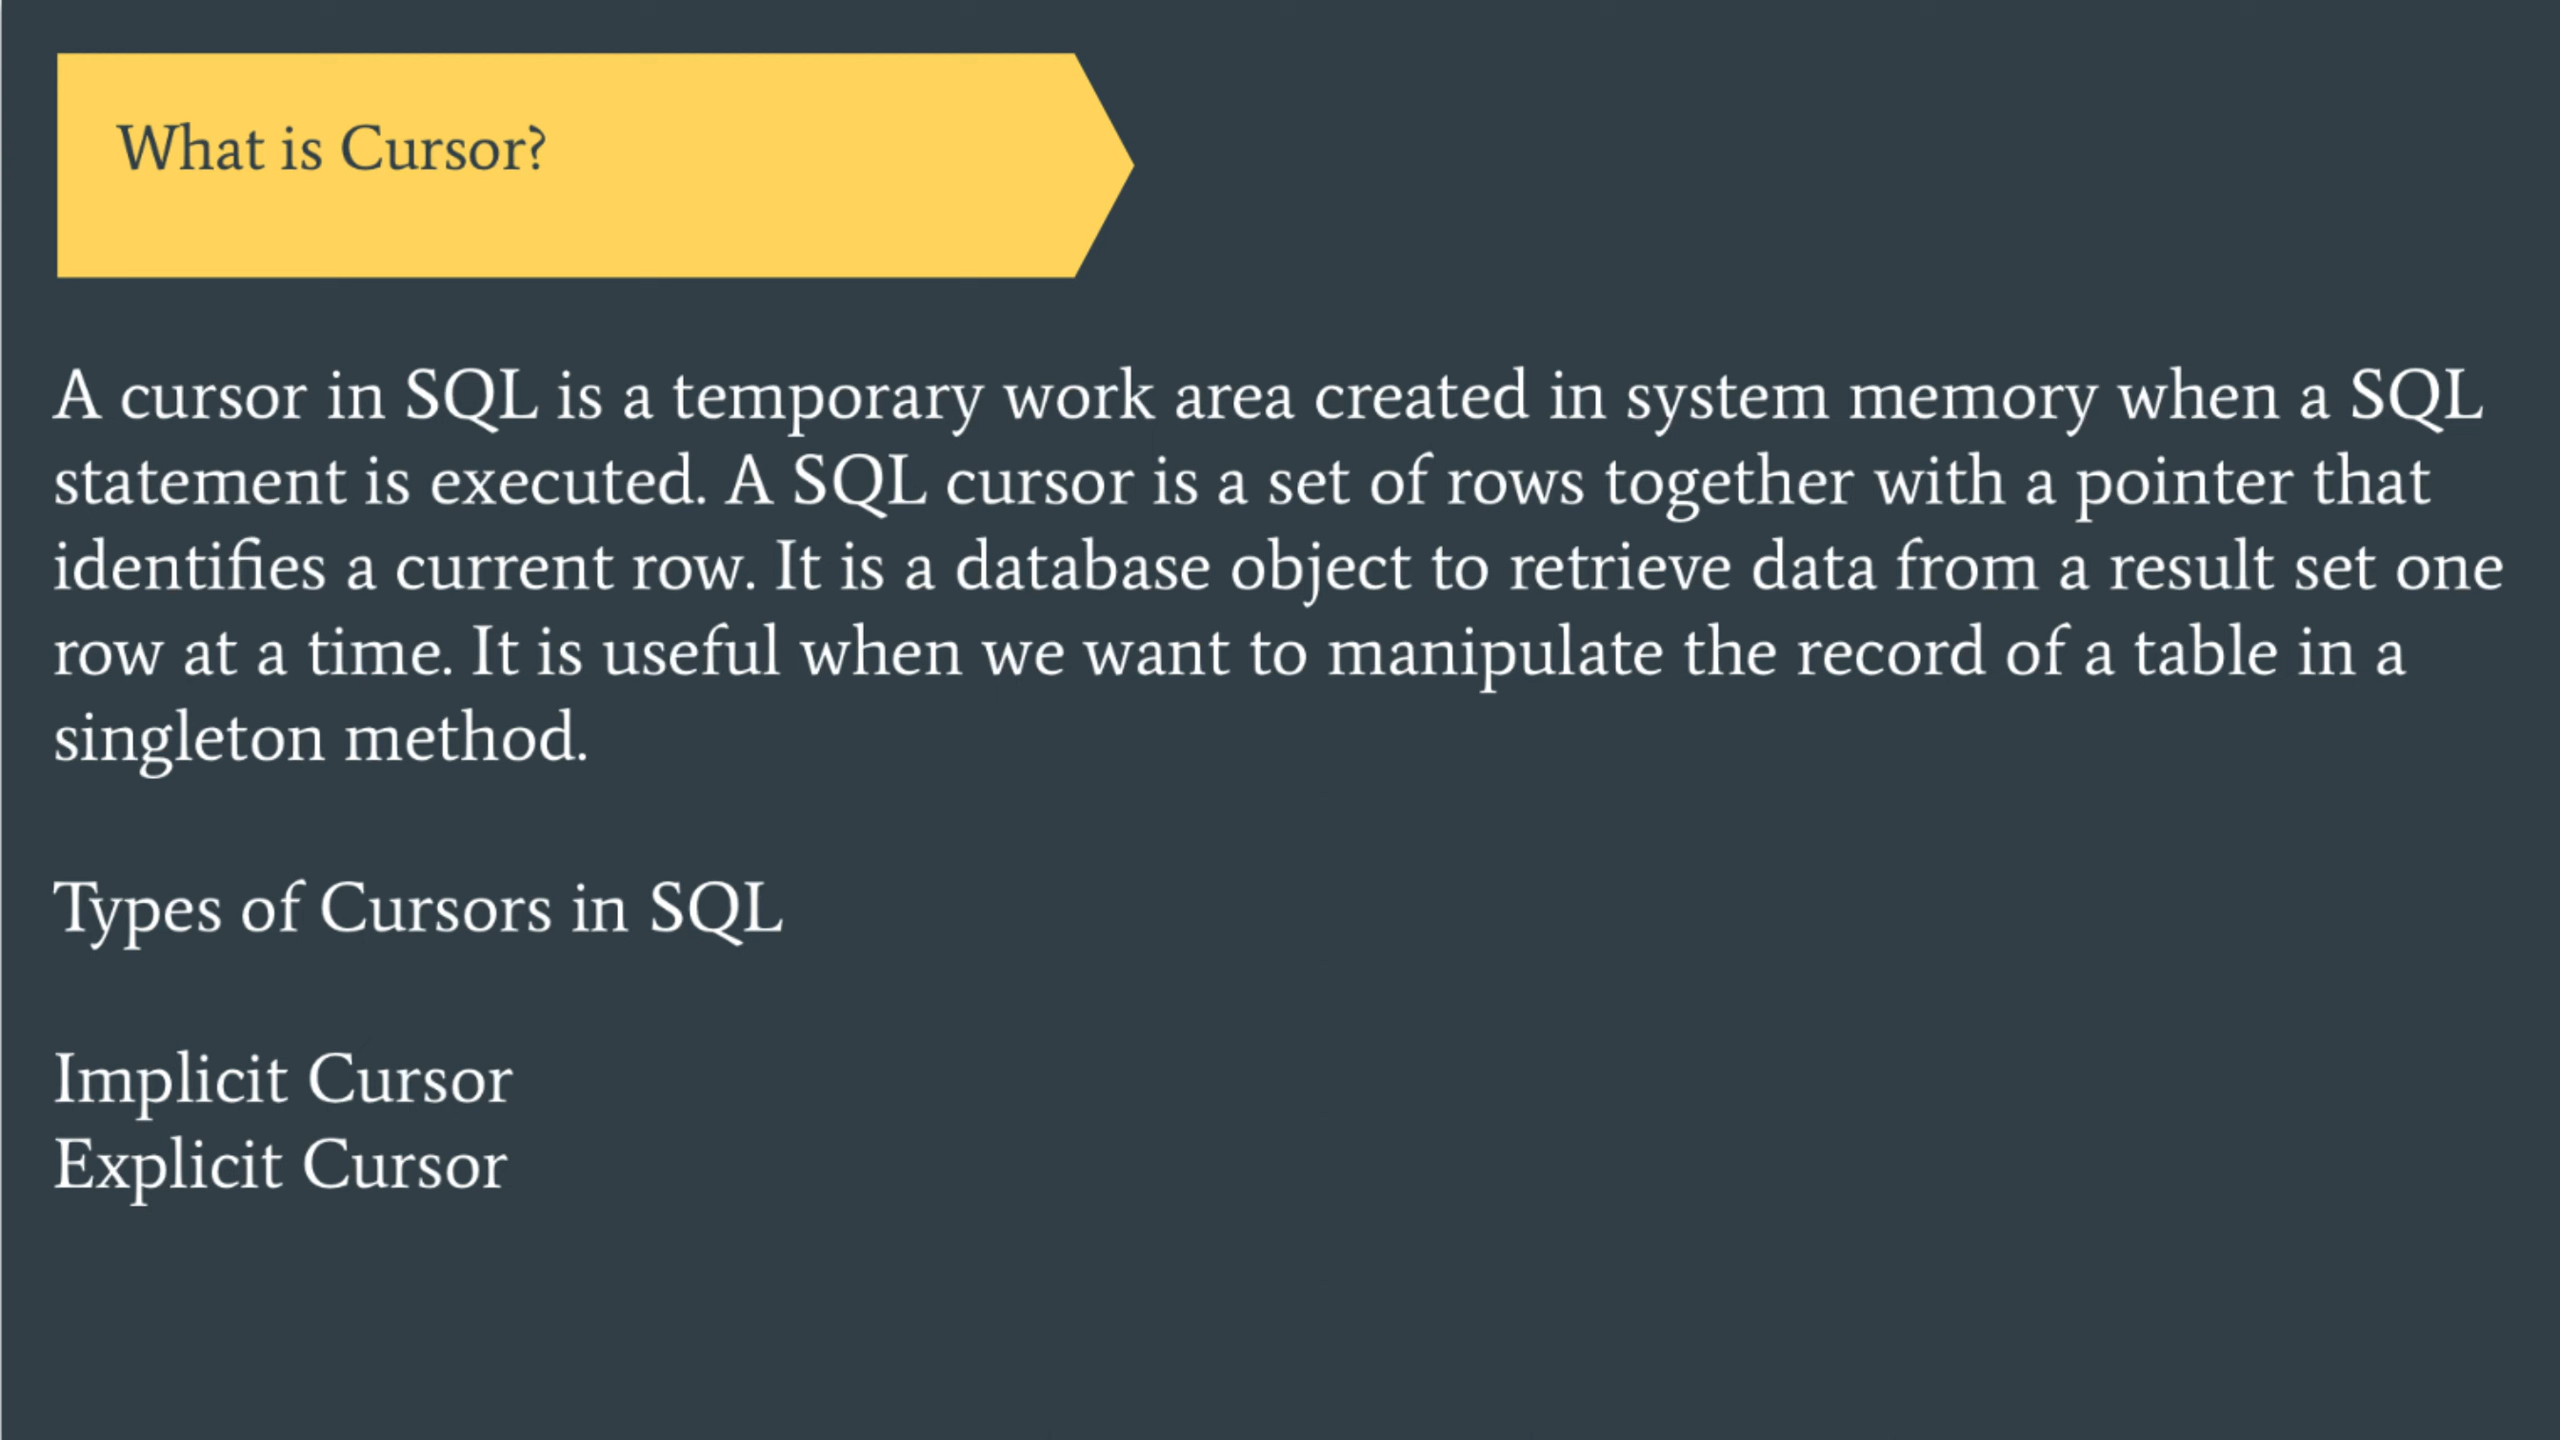 What is Cursor?
A cursor in SQL is a temporary work area created in system memory when a SQL
statement is executed. A SQL cursor is a set of rows together with a pointer that
identifies a current row. It is a database object to retrieve data from a result set one
row at a time. It is useful when we want to manipulate the record of a table in a
singleton method.
Types of Cursors in SQL
Implicit Cursor
Explicit Cursor